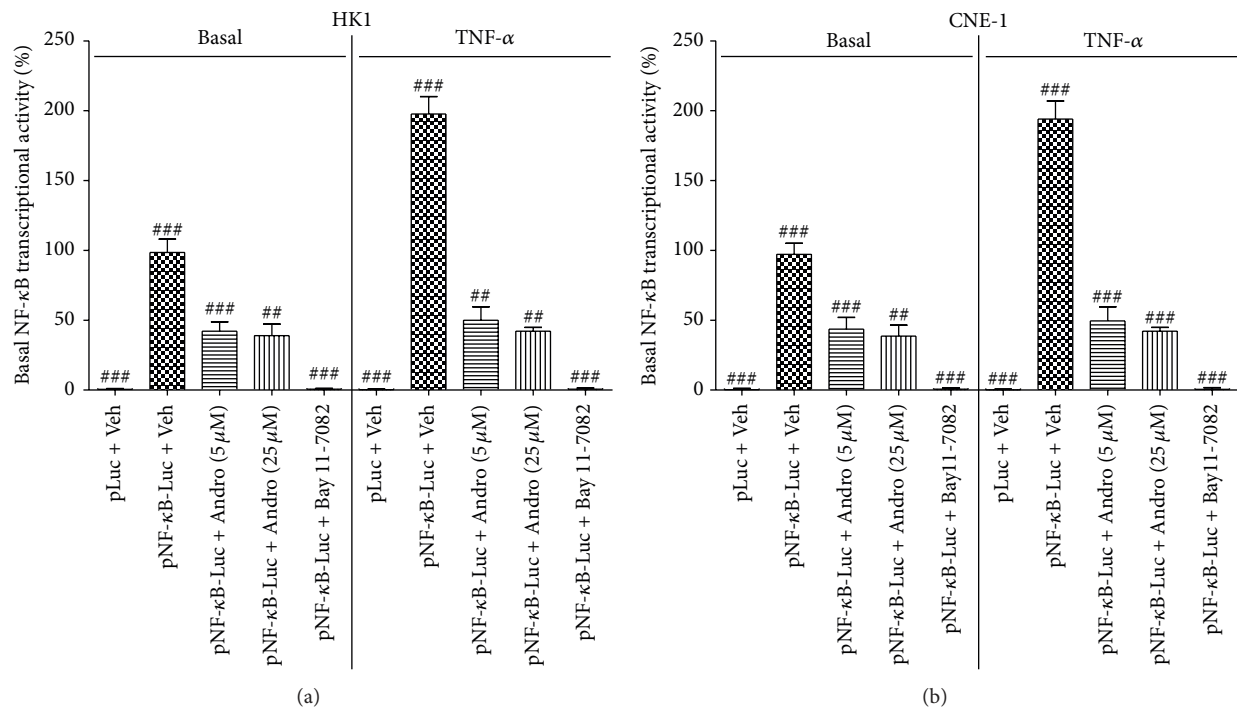 HK1
Basal
TNF-α
Basal NF-κB transcriptional activity (%)
250
200
150
100
50
0
###
###
###
##
###
###
###
##
##
###
pLuc + Veh
pNF-κB-Luc + Veh
pNF-κB-Luc + Andro (5 μM)
pNF-κB-Luc + Andro (25 μM)
pNF-κB-Luc + Bay 11-7082
pLuc + Veh
pNF-κB-Luc + Veh
pNF-κB-Luc + Andro (5 μM)
pNF-κB-Luc + Andro (25 μM)
pNF-κB-Luc + Bay 11-7082
(a)
CNE-1
Basal
TNF-α
Basal NF-κB transcriptional activity (%)
250
200
150
100
50
0
###
###
###
##
###
###
###
###
###
###
pLuc + Veh
pNF-κB-Luc + Veh
pNF-κB-Luc + Andro (5 μM)
pNF-κB-Luc + Andro (25 μM)
pNF-κB-Luc + Bay11-7082
pLuc + Veh
pNF-κB-Luc + Veh
pNF-κB-Luc + Andro (5 μM)
pNF-κB-Luc + Andro (25 μM)
pNF-κB-Luc + Bay 11-7082
(b)